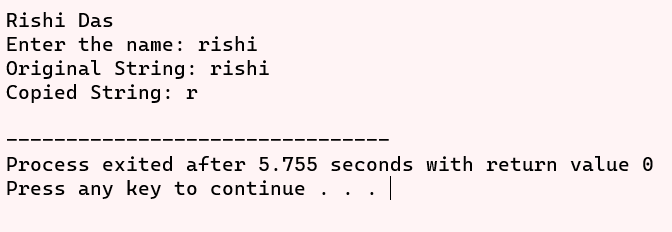 Rishi Das
Enter the name: rishi
Original String: rishi
Copied String: r
--------------------------------
Process exited after 5.755 seconds with return value 0
Press any key to continue . . .